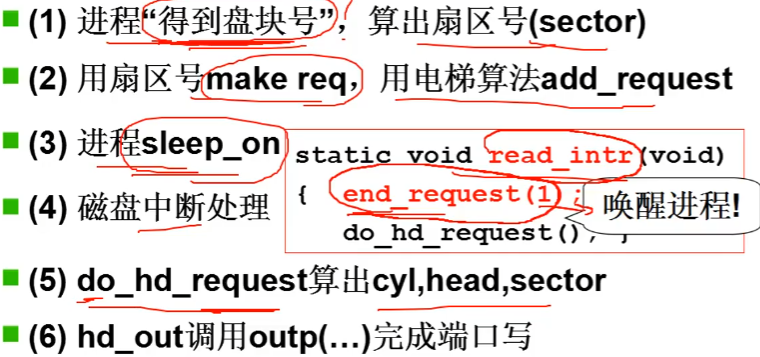 (1) 进程“得到盘块号”，算出扇区号(sector)
(2) 用扇区号make req，用电梯算法add_request
(3) 进程sleep_on
static void read_intr(void)
(4) 磁盘中断处理
{ end_request(1);
唤醒进程!
do_hd_request(); }
(5) do_hd_request算出cyl,head,sector
(6) hd_out调用outp(…)完成端口写